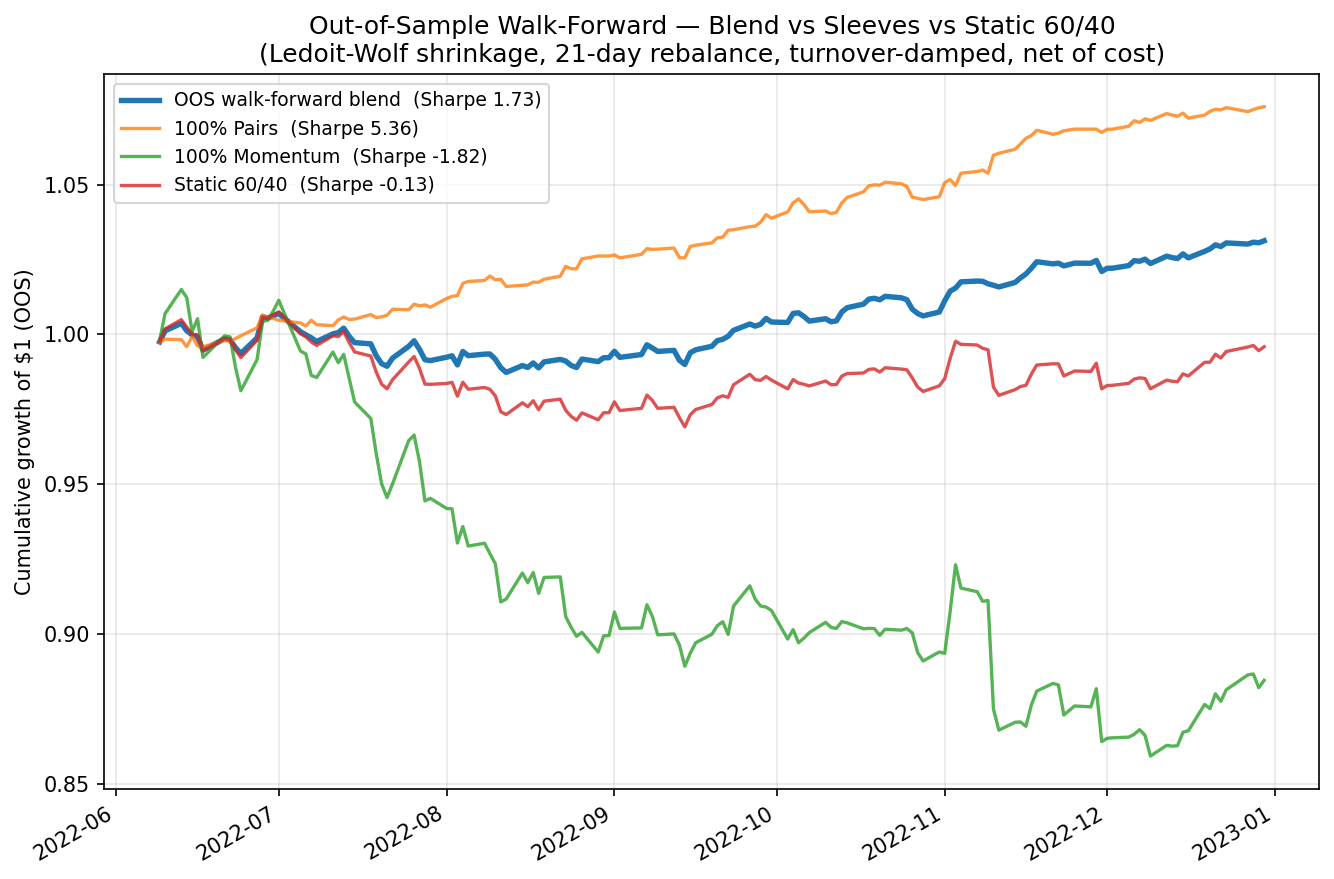 Out-of-Sample Walk-Forward — Blend vs Sleeves vs Static 60/40
(Ledoit-Wolf shrinkage, 21-day rebalance, turnover-damped, net of cost)
OOS walk-forward blend (Sharpe 1.73)
100% Pairs (Sharpe 5.36)
100% Momentum (Sharpe -1.82)
Static 60/40 (Sharpe -0.13)
Cumulative growth of $1 (OOS)
1.05
1.00
0.95
0.90
0.85
2022-06
2022-07
2022-08
2022-09
2022-10
2022-11
2022-12
2023-01